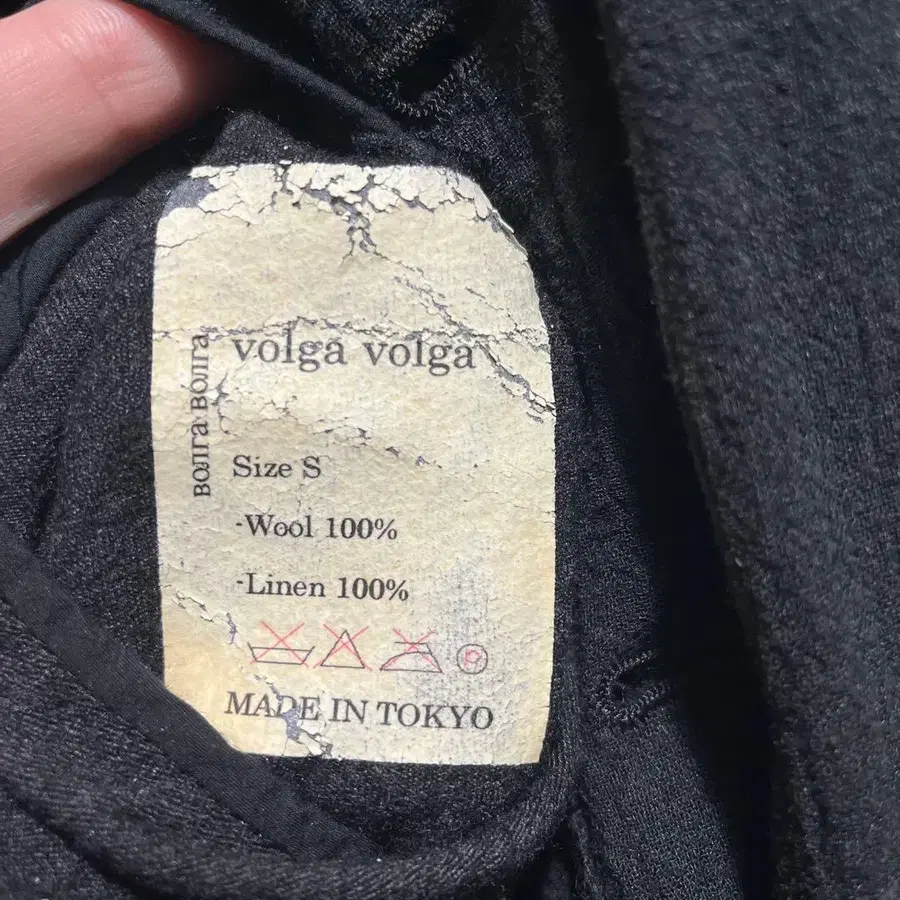 volga volga
волга волга
Size S
-Wool 100%
-Linen 100%
P
MADE IN TOKYO